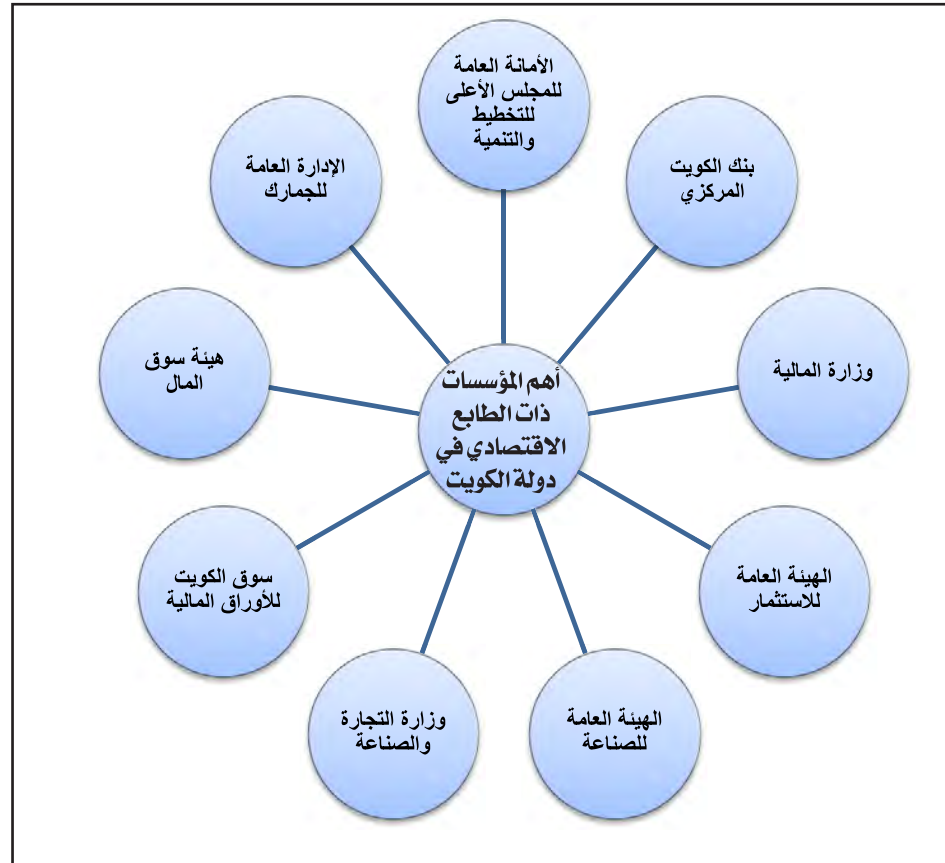 الأمانة العامة
للمجلس الأعلى
للتخطيط
والتنمية
بنك الكويت
المركزي
وزارة المالية
الهيئة العامة
للاستثمار
الهيئة العامة
للصناعة
وزارة التجارة
والصناعة
سوق الكويت
للأوراق المالية
هيئة سوق
المال
الإدارة العامة
للجمارك
أهم المؤسسات
ذات الطابع
الاقتصادي في
دولة الكويت